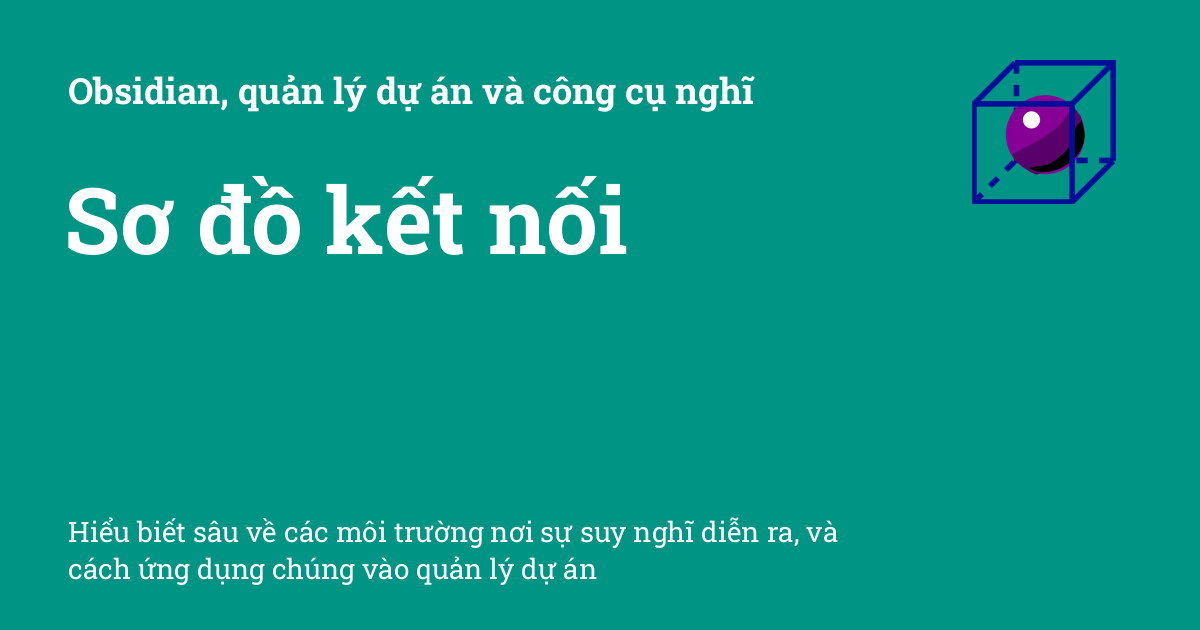 Obsidian, quản lý dự án và công cụ nghĩ
Sơ đồ kết nối
Hiểu biết sâu về các môi trường nơi sự suy nghĩ diễn ra, và
cách ứng dụng chúng vào quản lý dự án